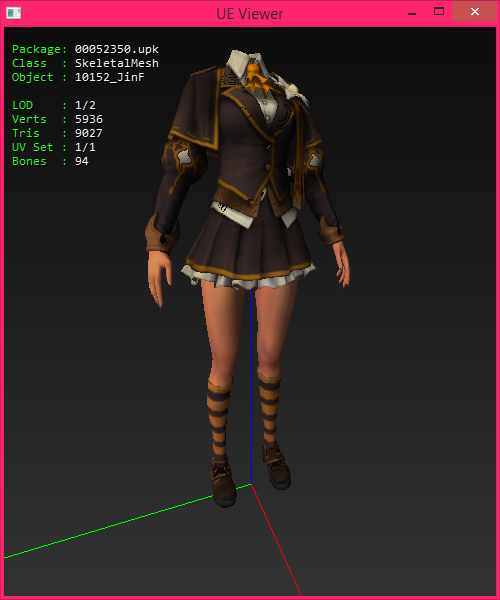 UE Viewer
Package: 00052350.upk
Class : SkeletalMesh
Object : 10152_JinF
LOD : 1/2
Verts : 5936
Tris : 9027
UV Set : 1/1
Bones : 94